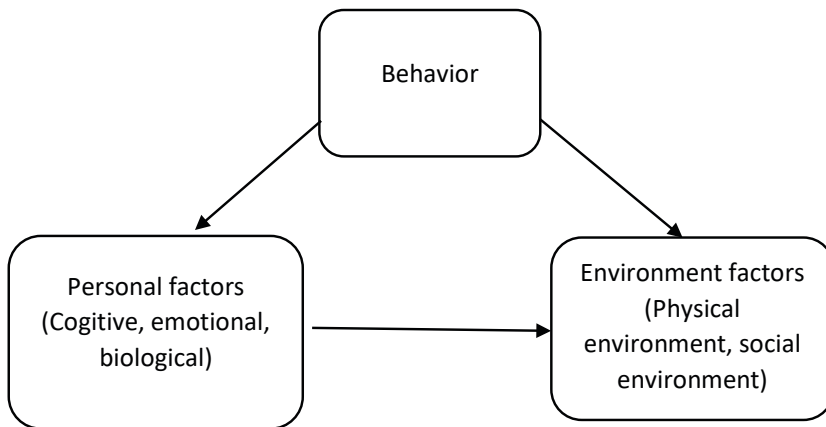 Behavior
Personal factors
(Cogitive, emotional,
biological)
Environment factors
(Physical
environment, social
environment)